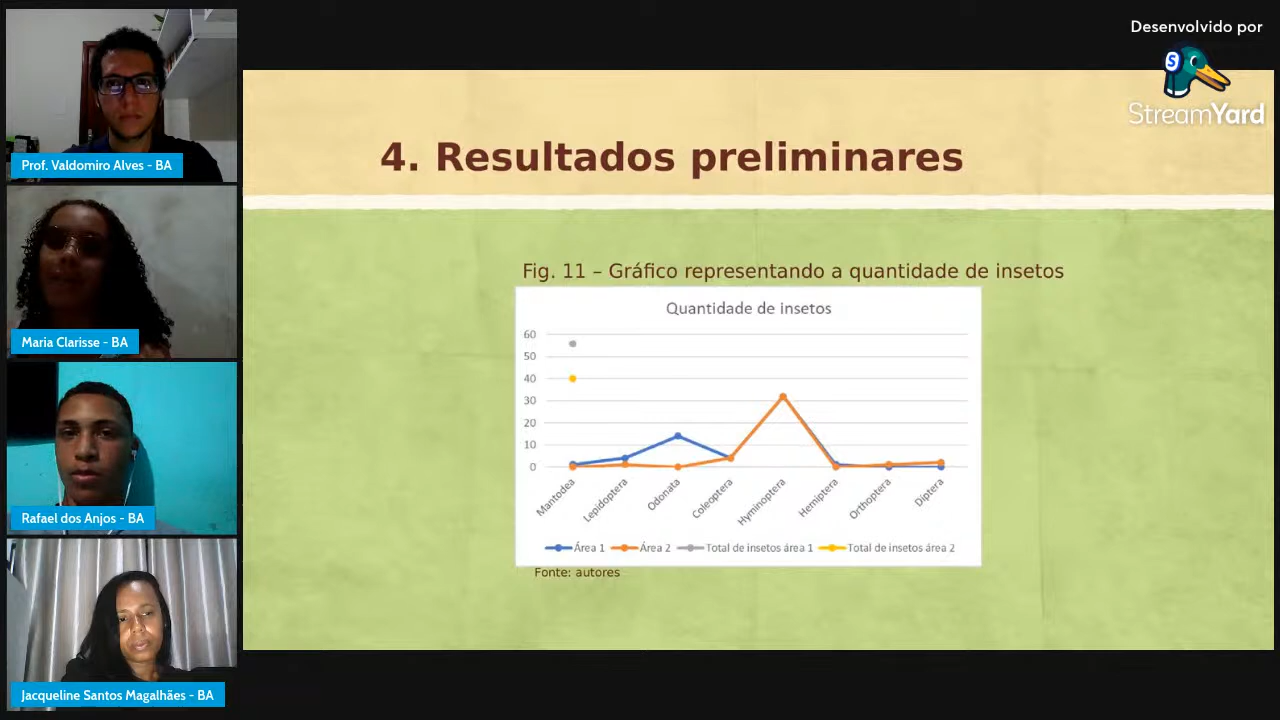 Desenvolvido por
S
StreamYard
Prof. Valdomiro Alves - BA
Maria Clarisse - BA
Rafael dos Anjos - BA
Jacqueline Santos Magalhães - BA
4. Resultados preliminares
Fig. 11 – Gráfico representando a quantidade de insetos
Quantidade de insetos
60
50
40
30
20
10
0
Mantodea
Lepidoptera
Odonata
Coleoptera
Hyminoptera
Hemiptera
Orthoptera
Diptera
Área 1 Área 2 Total de insetos área 1 Total de insetos área 2
Fonte: autores